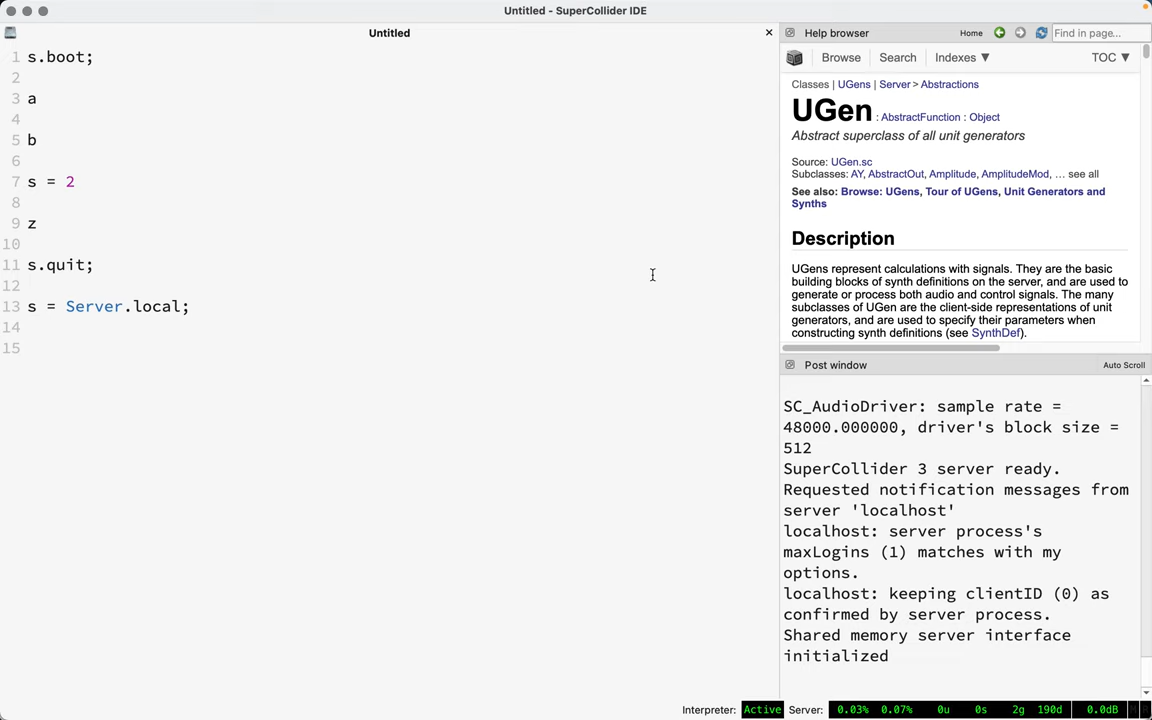 Untitled - SuperCollider IDE
Untitled
1 s.boot;
2
3 a
4
5 b
6
7 s = 2
8
9 z
10
11 s.quit;
12
13 s = Server.local;
14
15
Help browser Home Find in page...
Browse Search Indexes ▼ TOC ▼
Classes | UGens | Server > Abstractions
UGen : AbstractFunction : Object
Abstract superclass of all unit generators
Source: UGen.sc
Subclasses: AY, AbstractOut, Amplitude, AmplitudeMod, … see all
See also: Browse: UGens, Tour of UGens, Unit Generators and
Synths
Description
UGens represent calculations with signals. They are the basic
building blocks of synth definitions on the server, and are used to
generate or process both audio and control signals. The many
subclasses of UGen are the client-side representations of unit
generators, and are used to specify their parameters when
constructing synth definitions (see SynthDef).
Post window Auto Scroll
SC_AudioDriver: sample rate =
48000.000000, driver's block size =
512
SuperCollider 3 server ready.
Requested notification messages from
server 'localhost'
localhost: server process's
maxLogins (1) matches with my
options.
localhost: keeping clientID (0) as
confirmed by server process.
Shared memory server interface
initialized
Interpreter: Active Server: 0.03% 0.07% 0u 0s 2g 190d 0.0dB M R